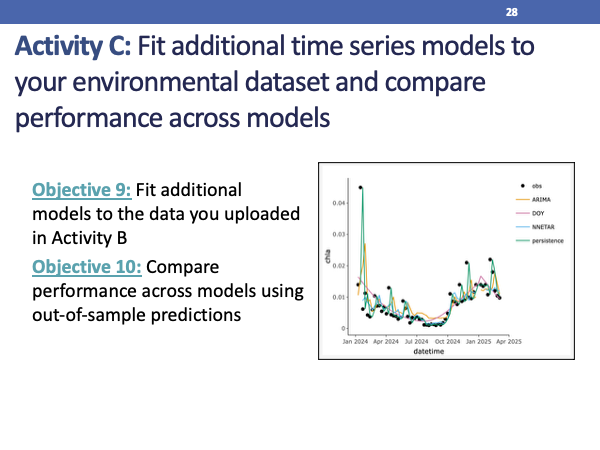 28
Activity C: Fit additional time series models to
your environmental dataset and compare
performance across models
Objective 9: Fit additional
models to the data you uploaded
in Activity B
Objective 10: Compare
performance across models using
out-of-sample predictions
obs
ARIMA
DOY
NNETAR
persistence
0.04
0.03
0.02
0.01
0
chla
Jan 2024 Apr 2024 Jul 2024 Oct 2024 Jan 2025 Apr 2025
datetime